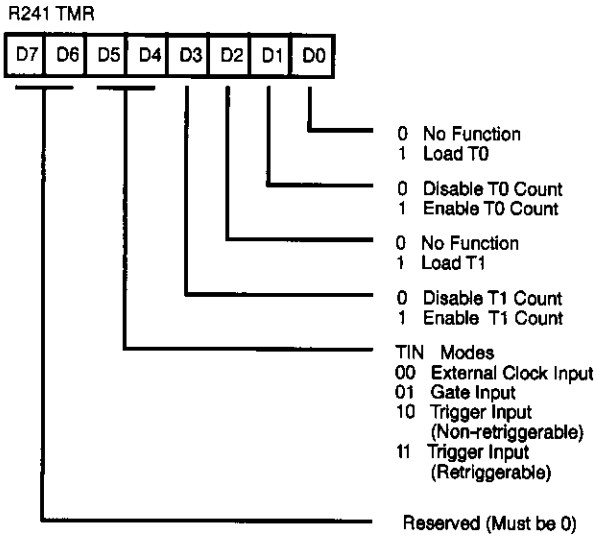 R241 TMR
D7 D6 D5 D4 D3 D2 D1 D0
0 No Function
1 Load T0
0 Disable T0 Count
1 Enable T0 Count
0 No Function
1 Load T1
0 Disable T1 Count
1 Enable T1 Count
TIN Modes
00 External Clock Input
01 Gate Input
10 Trigger Input
(Non-retriggerable)
11 Trigger Input
(Retriggerable)
Reserved (Must be 0)